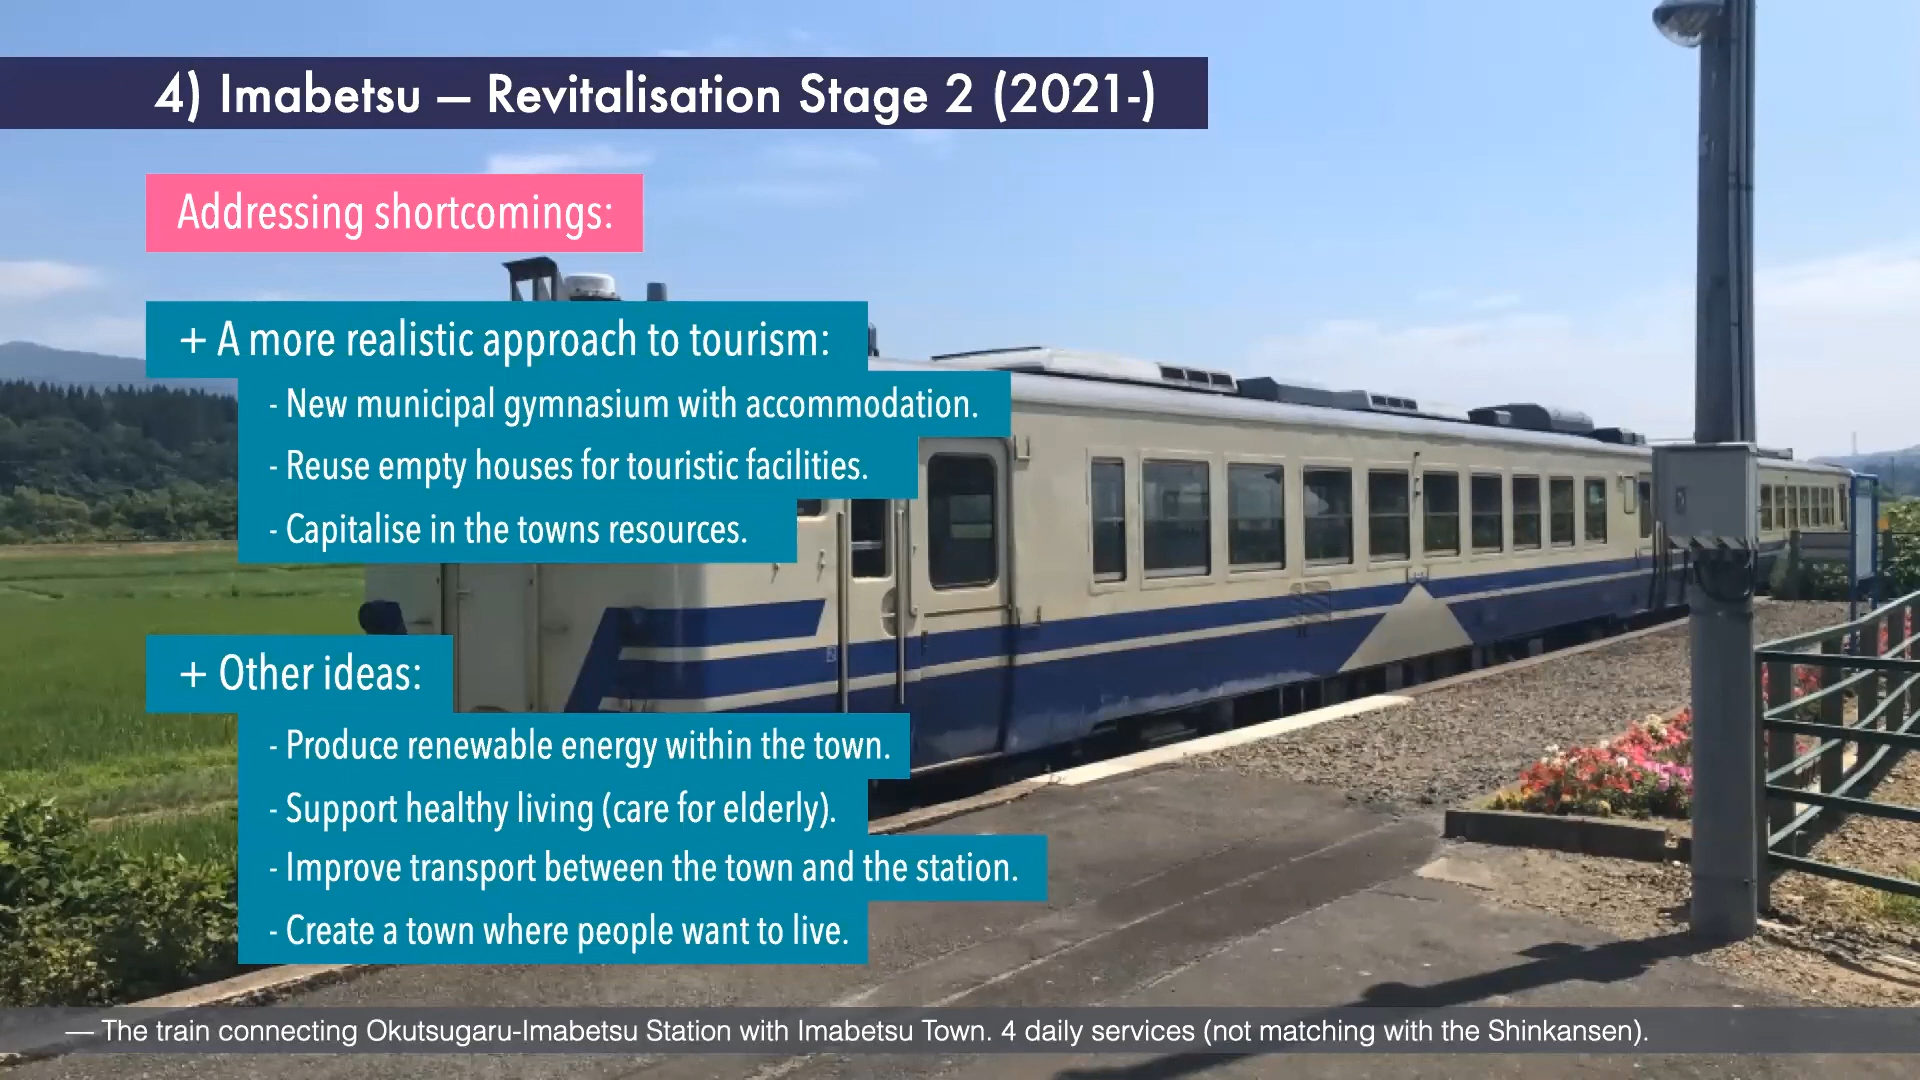 4) Imabetsu — Revitalisation Stage 2 (2021-)
Addressing shortcomings:
+ A more realistic approach to tourism:
- New municipal gymnasium with accommodation.
- Reuse empty houses for touristic facilities.
- Capitalise in the towns resources.
+ Other ideas:
- Produce renewable energy within the town.
- Support healthy living (care for elderly).
- Improve transport between the town and the station.
- Create a town where people want to live.
— The train connecting Okutsugaru-Imabetsu Station with Imabetsu Town. 4 daily services (not matching with the Shinkansen).